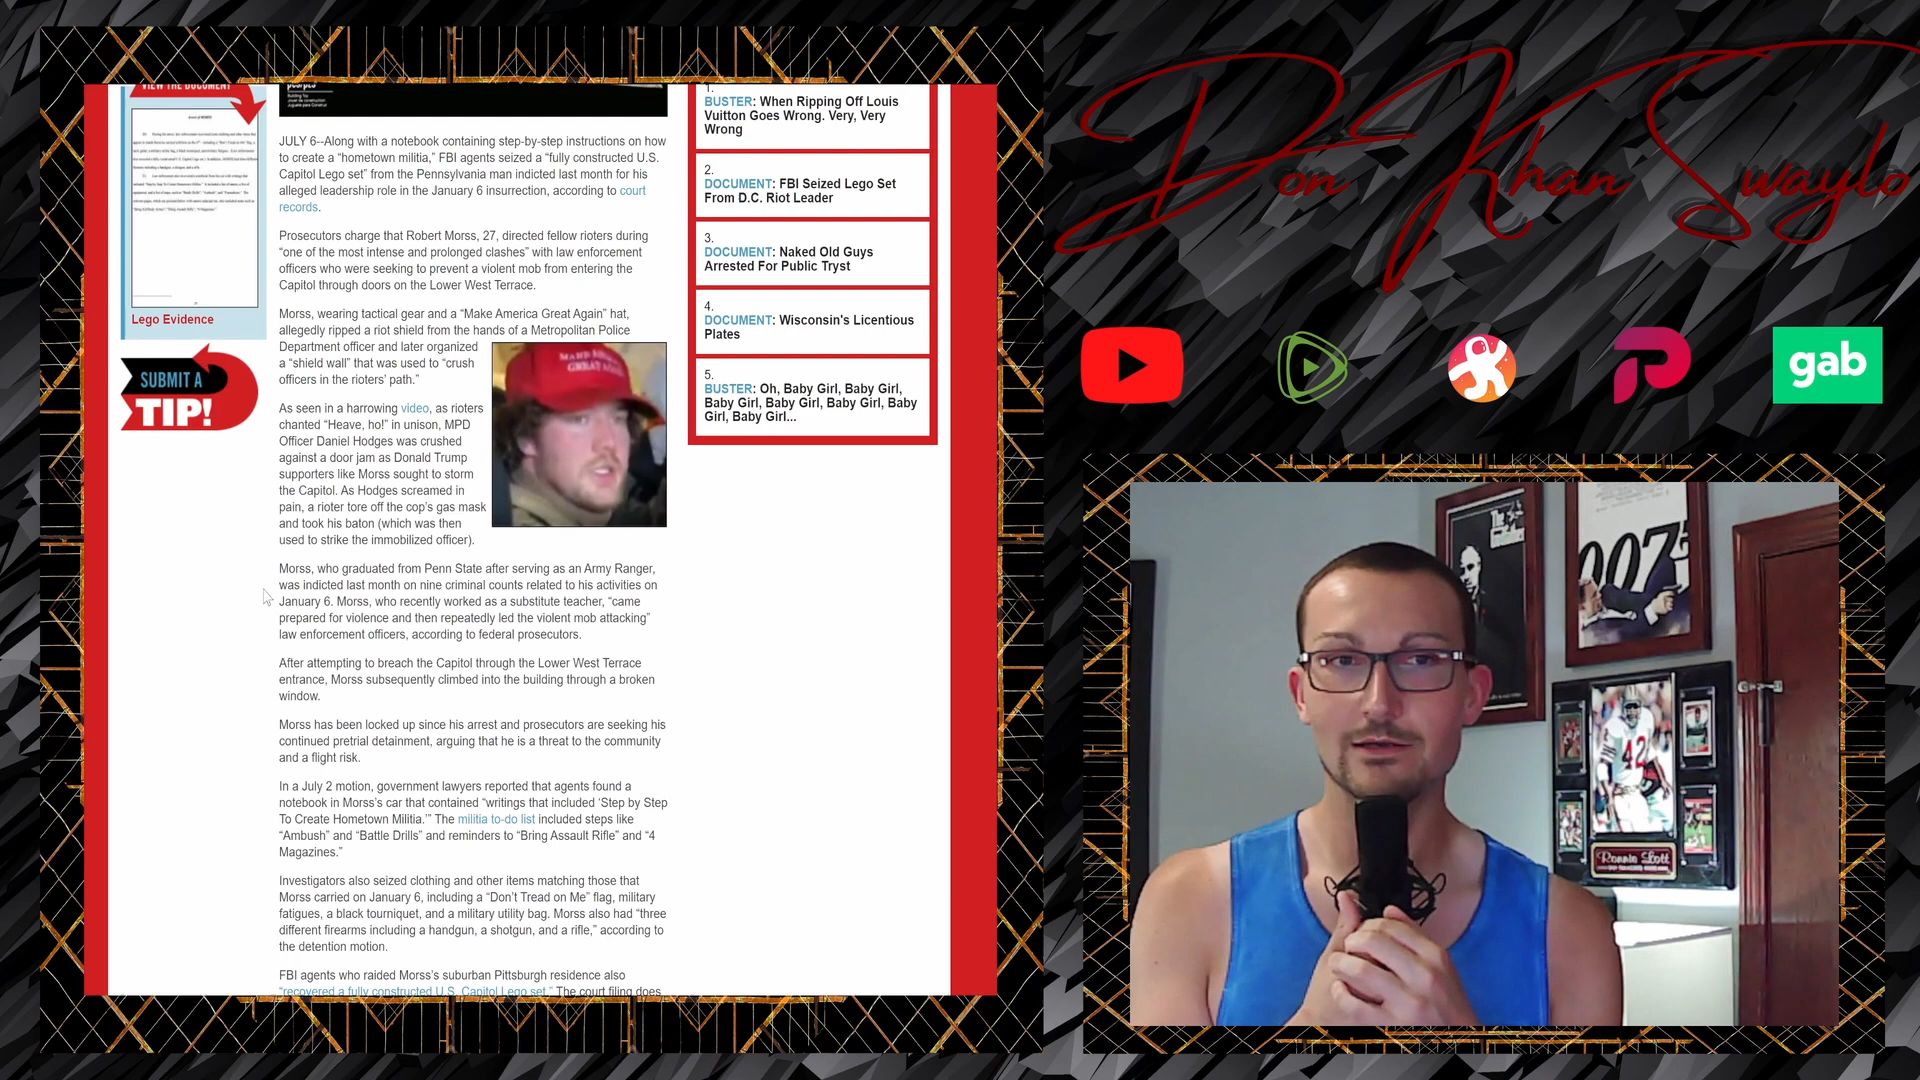 VIEW THE DOCUMENT
Lego Evidence
SUBMIT A
TIP!
JULY 6--Along with a notebook containing step-by-step instructions on how
to create a “hometown militia,” FBI agents seized a “fully constructed U.S.
Capitol Lego set” from the Pennsylvania man indicted last month for his
alleged leadership role in the January 6 insurrection, according to court
records.
Prosecutors charge that Robert Morss, 27, directed fellow rioters during
“one of the most intense and prolonged clashes” with law enforcement
officers who were seeking to prevent a violent mob from entering the
Capitol through doors on the Lower West Terrace.
Morss, wearing tactical gear and a “Make America Great Again” hat,
allegedly ripped a riot shield from the hands of a Metropolitan Police
Department officer and later organized
a “shield wall” that was used to “crush
officers in the rioters’ path.”
As seen in a harrowing video, as rioters
chanted “Heave, ho!” in unison, MPD
Officer Daniel Hodges was crushed
against a door jam as Donald Trump
supporters like Morss sought to storm
the Capitol. As Hodges screamed in
pain, a rioter tore off the cop’s gas mask
and took his baton (which was then
used to strike the immobilized officer).
Morss, who graduated from Penn State after serving as an Army Ranger,
was indicted last month on nine criminal counts related to his activities on
January 6. Morss, who recently worked as a substitute teacher, “came
prepared for violence and then repeatedly led the violent mob attacking”
law enforcement officers, according to federal prosecutors.
After attempting to breach the Capitol through the Lower West Terrace
entrance, Morss subsequently climbed into the building through a broken
window.
Morss has been locked up since his arrest and prosecutors are seeking his
continued pretrial detainment, arguing that he is a threat to the community
and a flight risk.
In a July 2 motion, government lawyers reported that agents found a
notebook in Morss’s car that contained “writings that included ‘Step by Step
To Create Hometown Militia.’” The militia to-do list included steps like
“Ambush” and “Battle Drills” and reminders to “Bring Assault Rifle” and “4
Magazines.”
Investigators also seized clothing and other items matching those that
Morss carried on January 6, including a “Don’t Tread on Me” flag, military
fatigues, a black tourniquet, and a military utility bag. Morss also had “three
different firearms including a handgun, a shotgun, and a rifle,” according to
the detention motion.
FBI agents who raided Morss’s suburban Pittsburgh residence also
“recovered a fully constructed U.S. Capitol Lego set.” The court filing does
1.
BUSTER: When Ripping Off Louis
Vuitton Goes Wrong. Very, Very
Wrong
2.
DOCUMENT: FBI Seized Lego Set
From D.C. Riot Leader
3.
DOCUMENT: Naked Old Guys
Arrested For Public Tryst
4.
DOCUMENT: Wisconsin's Licentious
Plates
5.
BUSTER: Oh, Baby Girl, Baby Girl,
Baby Girl, Baby Girl, Baby Girl, Baby
Girl, Baby Girl...
Don Khan Swaylo
gab
007
42
Ronnie Lott